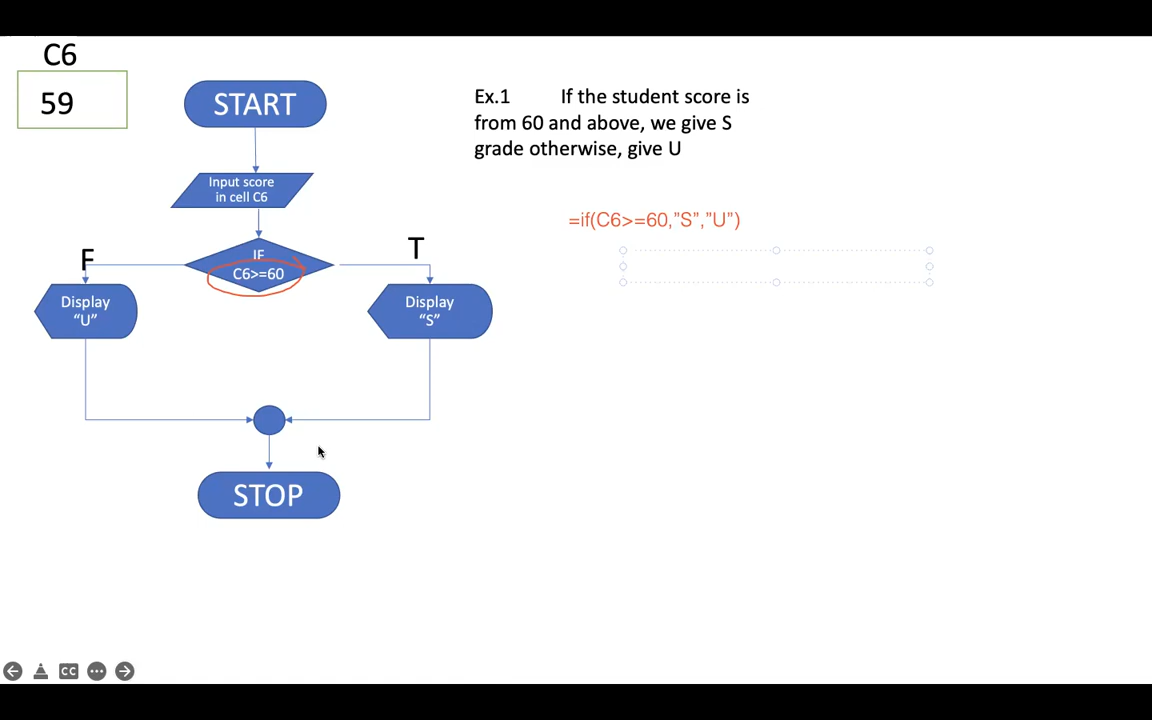 C6
59
START
Input score
in cell C6
IF
C6>=60
F
T
Display
“U”
Display
“S”
STOP
Ex.1 If the student score is
from 60 and above, we give S
grade otherwise, give U
=if(C6>=60,”S”,”U”)
CC